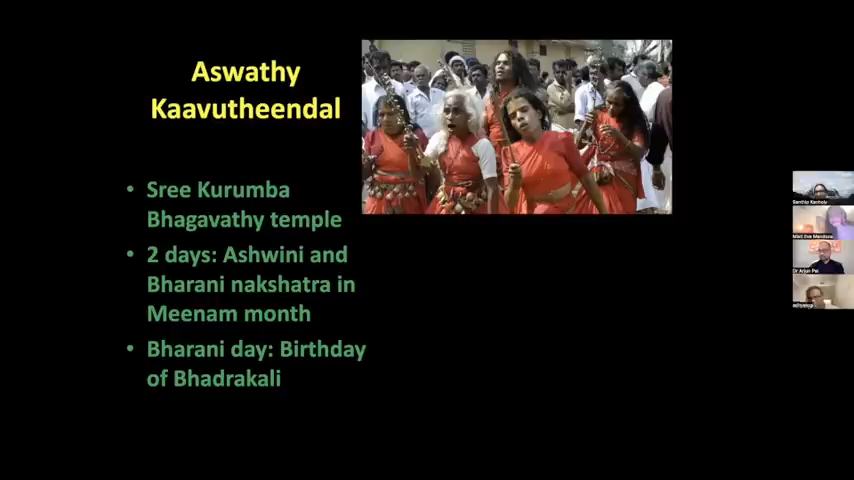 Aswathy
Kaavutheendal
• Sree Kurumba
Bhagavathy temple
• 2 days: Ashwini and
Bharani nakshatra in
Meenam month
• Bharani day: Birthday
of Bhadrakali
Dr Arjun Pai